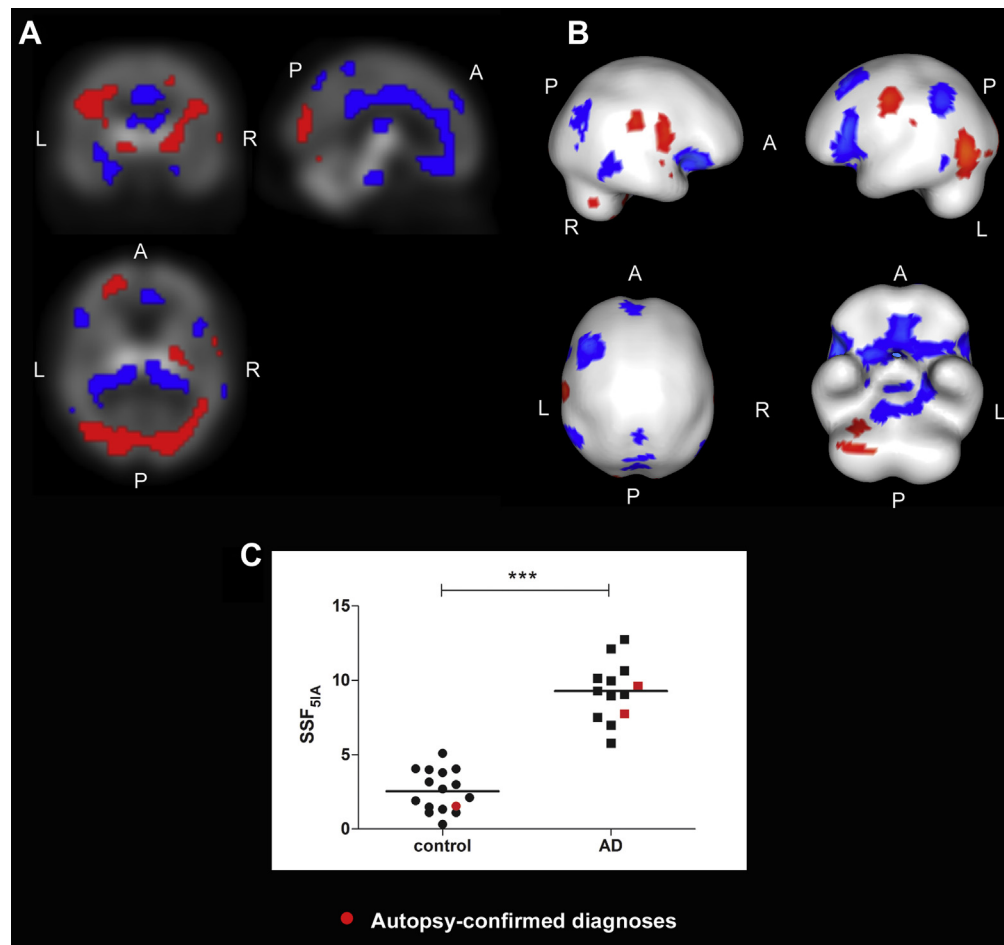 A
B
P
A
L
R
P
A
P
R
L
A
L
R
P
A
L
R
P
A
L
P
C
***
15
10
5
0
SSF5IA
control
AD
Autopsy-confirmed diagnoses